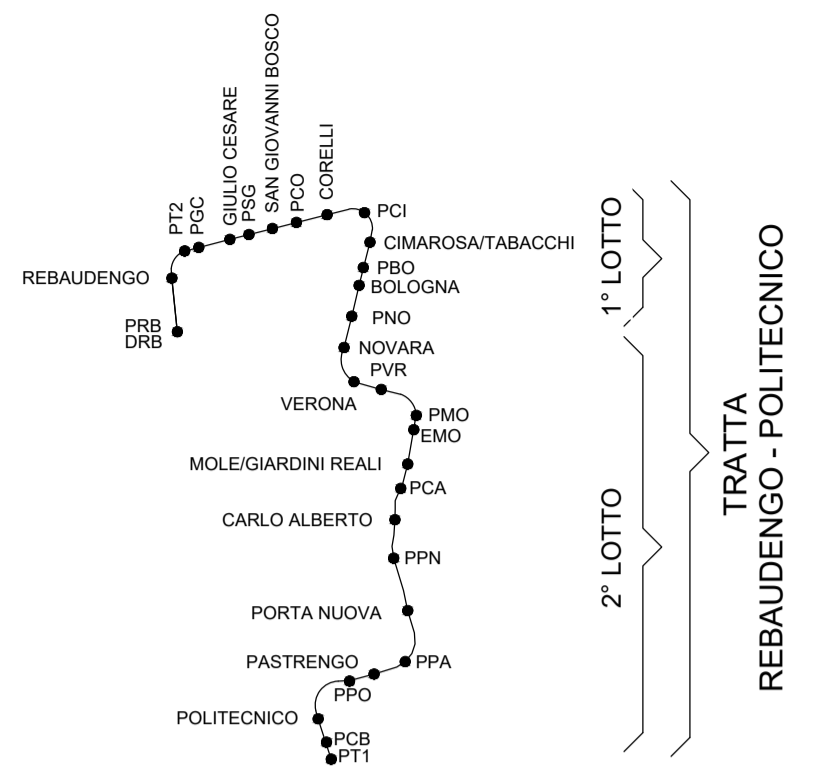 PT2
PGC
GIULIO CESARE
PSG
SAN GIOVANNI BOSCO
PCO
CORELLI
PCI
CIMAROSA/TABACCHI
REBAUDENGO
PBO
BOLOGNA
PRB
DRB
PNO
NOVARA
PVR
VERONA
PMO
EMO
MOLE/GIARDINI REALI
PCA
CARLO ALBERTO
PPN
PORTA NUOVA
PASTRENGO
PPA
PPO
POLITECNICO
PCB
PT1
1° LOTTO
2° LOTTO
TRATTA
REBAUDENGO - POLITECNICO